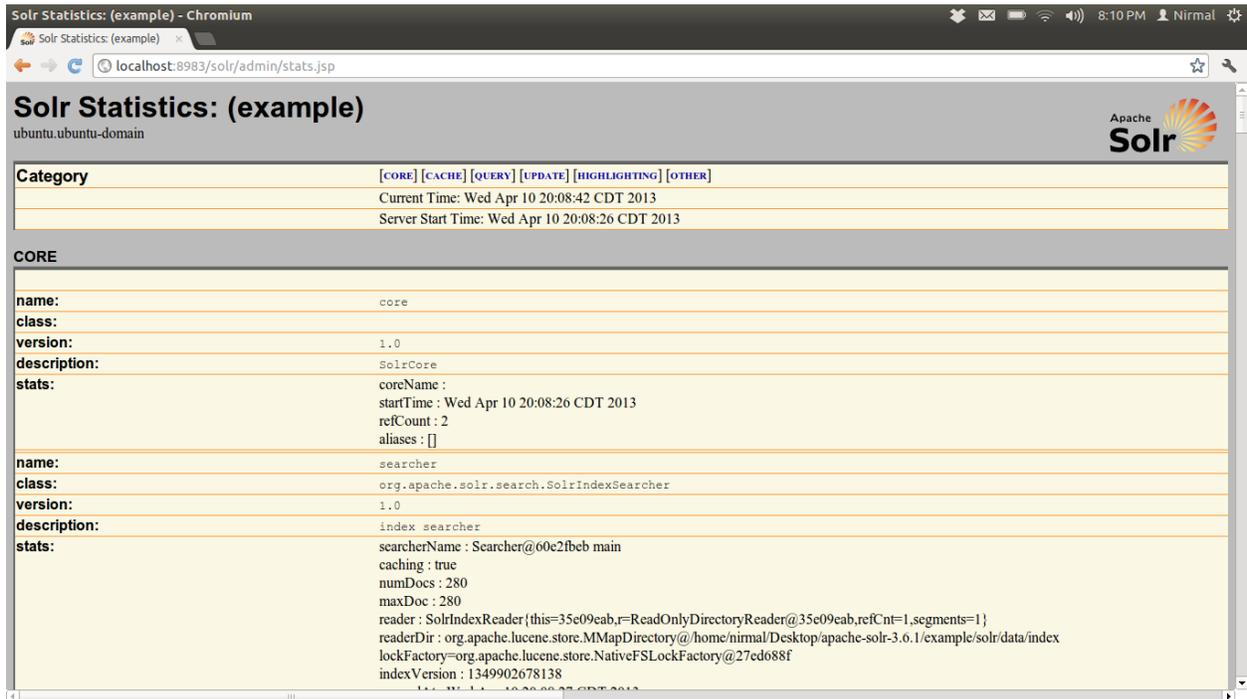 Solr Statistics: (example) - Chromium
8:10 PM Nirmal
Solr Statistics: (example)
localhost:8983/solr/admin/stats.jsp
Solr Statistics: (example)
ubuntu.ubuntu-domain
Apache
Solr
Category [CORE] [CACHE] [QUERY] [UPDATE] [HIGHLIGHTING] [OTHER]
Current Time: Wed Apr 10 20:08:42 CDT 2013
Server Start Time: Wed Apr 10 20:08:26 CDT 2013
CORE
name: core
class:
version: 1.0
description: SolrCore
stats: coreName :
startTime : Wed Apr 10 20:08:26 CDT 2013
refCount : 2
aliases : []
name: searcher
class: org.apache.solr.search.SolrIndexSearcher
version: 1.0
description: index searcher
stats: searcherName : Searcher@60e2fbeb main
caching : true
numDocs : 280
maxDoc : 280
reader : SolrIndexReader{this=35e09eab,r=ReadOnlyDirectoryReader@35e09eab,refCnt=1,segments=1}
readerDir : org.apache.lucene.store.MMapDirectory@/home/nirmal/Desktop/apache-solr-3.6.1/example/solr/data/index
lockFactory=org.apache.lucene.store.NativeFSLockFactory@27ed688f
indexVersion : 1349902678138